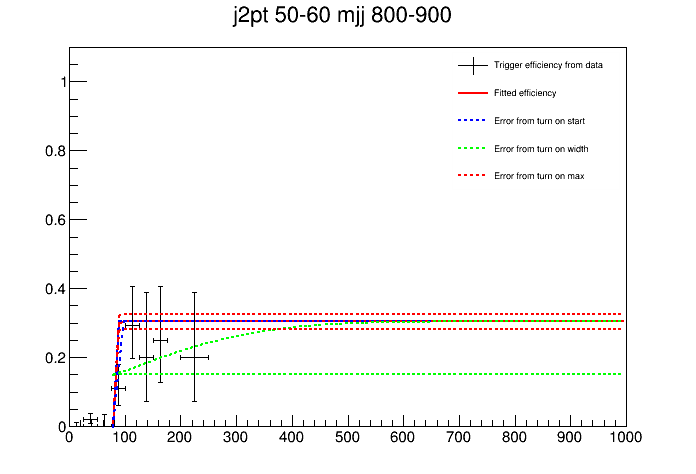 j2pt 50-60 mjj 800-900
Trigger efficiency from data
Fitted efficiency
Error from turn on start
Error from turn on width
Error from turn on max
1
0.8
0.6
0.4
0.2
0
0 100 200 300 400 500 600 700 800 900 1000